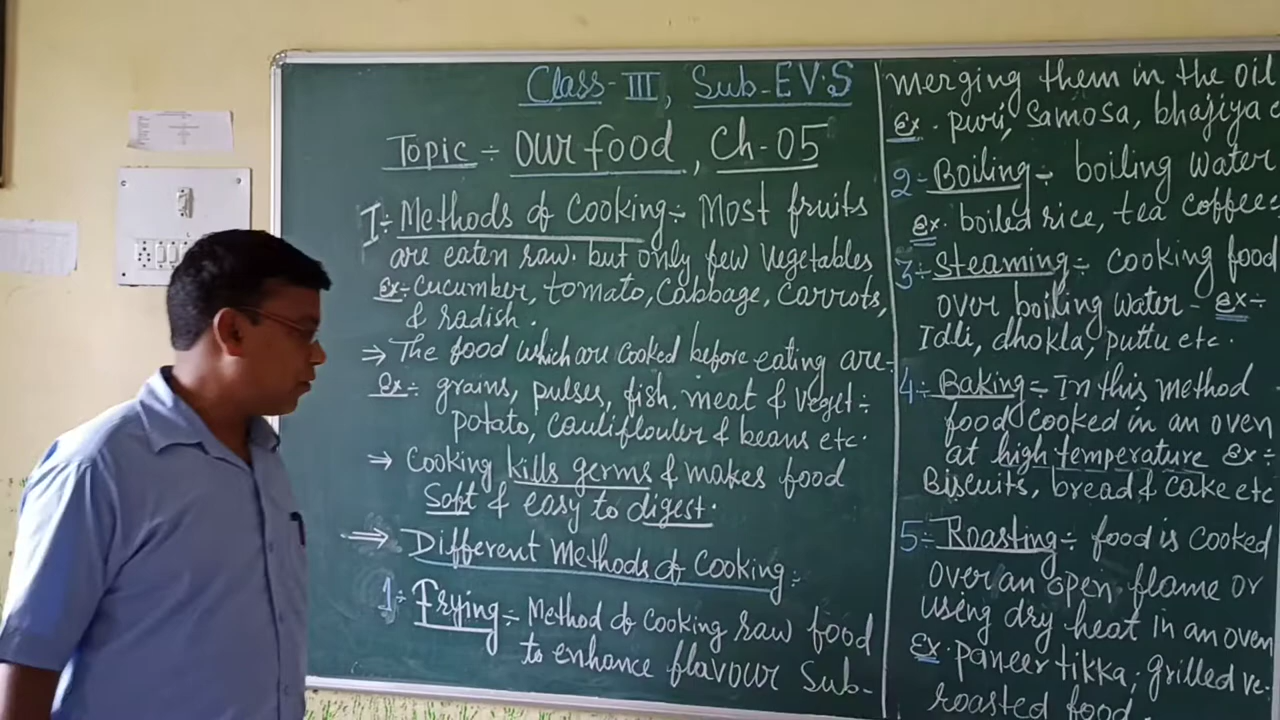 Class-III, Sub-EV.S
Topic ÷ Our food, Ch-05
I÷ Methods of Cooking÷ Most fruits
are eaten raw. but only few vegetables
Ex÷ Cucumber, tomato, Cabbage, Carrots,
& radish.
⇒ The food which are cooked before eating are÷
Ex÷ grains, pulses, fish, meat & veget÷
potato, Cauliflower & beans etc.
⇒ Cooking kills germs & makes food
Soft & easy to digest.
⇒ Different Methods of Cooking÷
1÷ Frying÷ Method of Cooking raw food
to enhance flavour Sub-
merging them in the oil
Ex. puri, Samosa, bhajiya
2÷ Boiling÷ boiling water
Ex. boiled rice, tea coffees
3÷ Steaming÷ Cooking food
over boiling water- Ex÷
Idli, dhokla, puttu etc.
4÷ Baking÷ In this method
food cooked in an oven
at high temperature Ex÷
Biscuits, bread & cake etc
5÷ Roasting÷ food is cooked
over an open flame or
using dry heat in an oven
Ex. paneer tikka, grilled ve-
roasted food